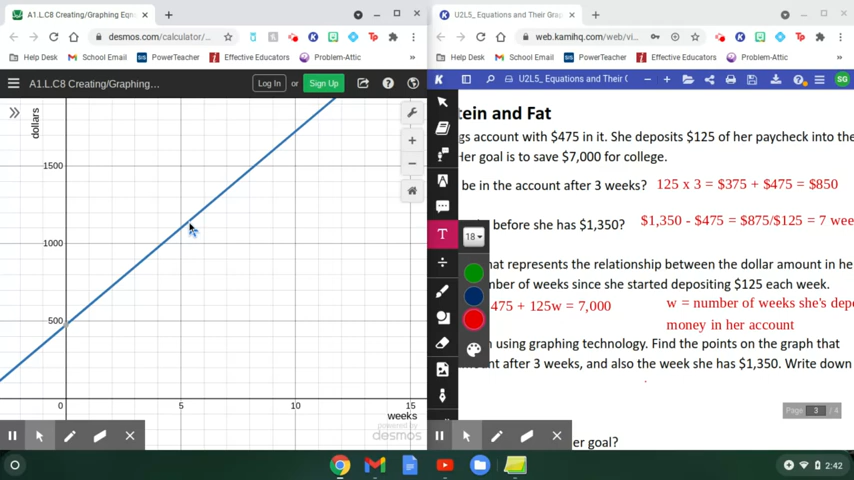 A1.L.C8 Creating/Graphing Eqn
desmos.com/calculator/
Help Desk School Email SIS PowerTeacher Effective Educators Problem-Attic
A1.L.C8 Creating/Graphing...
Log In or Sign Up
dollars
1500
1000
500
0 5 10 15
weeks
powered by
desmos
U2L5_ Equations and Their Grap
web.kamihq.com/web/vi
Help Desk School Email SIS PowerTeacher Effective Educators Problem-Attic
K U2L5_ Equations and Their G SG
tein and Fat
gs account with $475 in it. She deposits $125 of her paycheck into the
Her goal is to save $7,000 for college.
be in the account after 3 weeks? 125 x 3 = $375 + $475 = $850
before she has $1,350? $1,350 - $475 = $875/$125 = 7 wee
T 18
hat represents the relationship between the dollar amount in he
mber of weeks since she started depositing $125 each week.
475 + 125w = 7,000 w = number of weeks she's depo
money in her account
n using graphing technology. Find the points on the graph that
mount after 3 weeks, and also the week she has $1,350. Write down
Page 3 / 4
er goal?
2:42